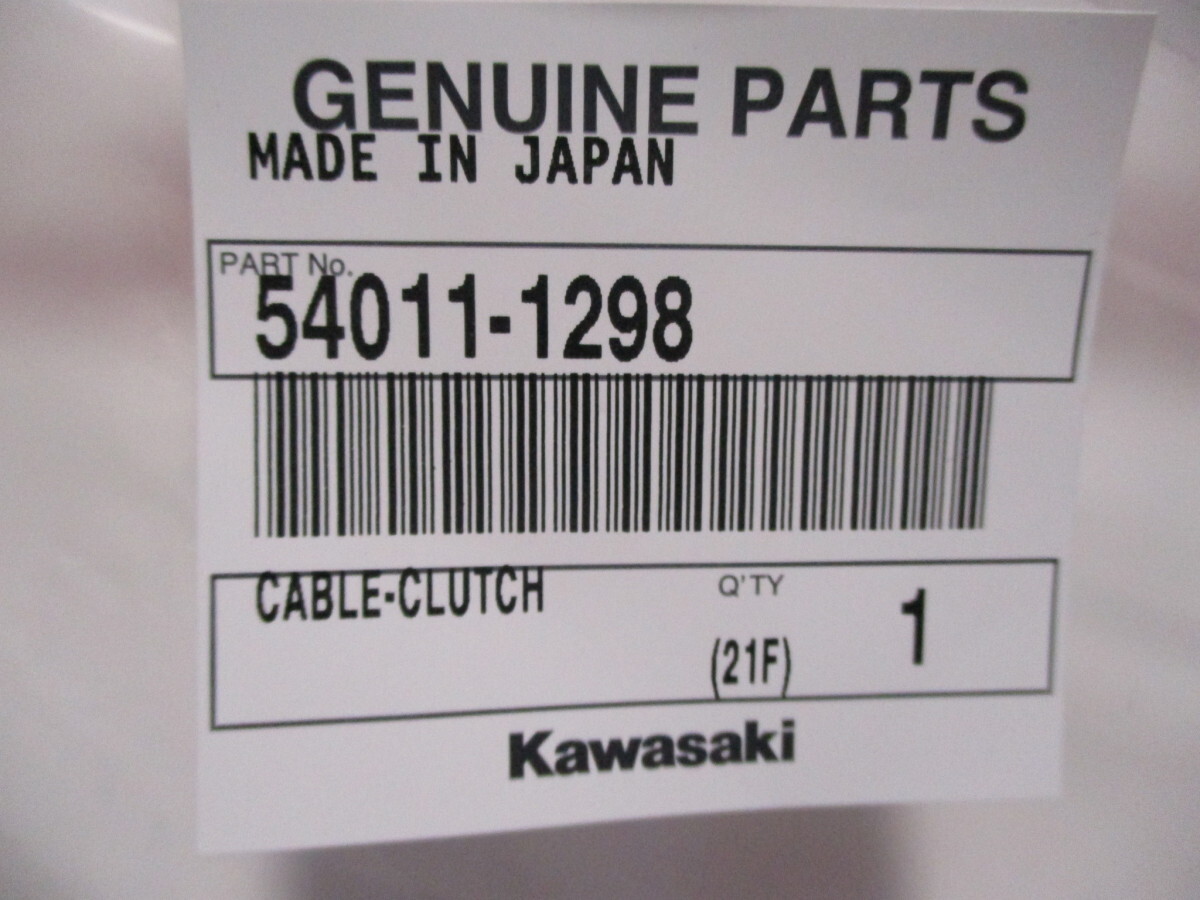 GENUINE PARTS
MADE IN JAPAN
PART No.
54011-1298
CABLE-CLUTCH
Q'TY
1
(21F)
Kawasaki